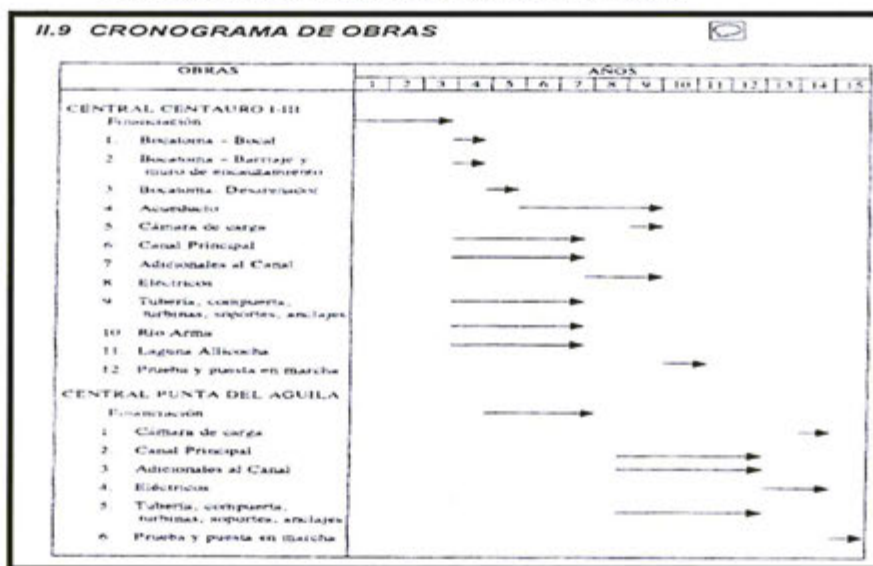 II.9 CRONOGRAMA DE OBRAS
OBRAS
AÑOS
1 2 3 4 5 6 7 8 9 10 11 12 13 14 15
CENTRAL CENTAURO I-III
Financiación
1. Bocatoma - Bocal
2 Bocatoma - Barriaje y
muro de encauzamiento
3 Bocatoma Desarenador
4 Acueducto
5 Cámara de carga
6 Canal Principal
7 Adicionales al Canal
8 Eléctricos
9 Tubería, compuerta,
turbinas, soportes, anclajes
10 Río Arma
11 Laguna Allicocha
12 Prueba y puesta en marcha
CENTRAL PUNTA DEL AGUILA
Financiación
1 Cámara de carga
2 Canal Principal
3 Adicionales al Canal
4. Eléctricos
5 Tubería, compuerta,
turbinas, soportes, anclajes
6 Prueba y puesta en marcha